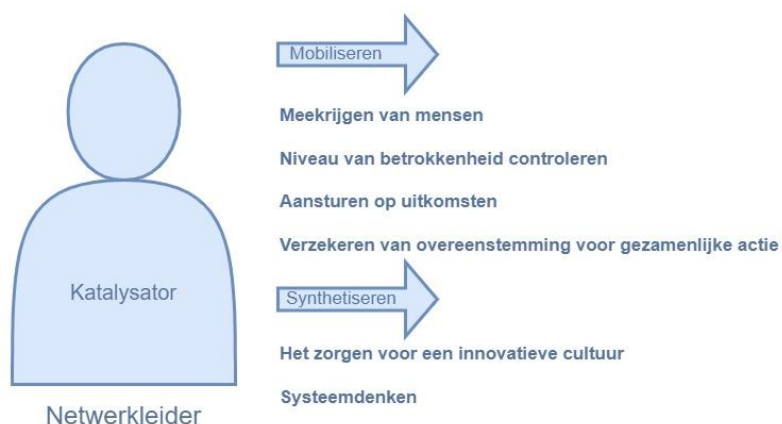 Mobiliseren
Meekrijgen van mensen
Niveau van betrokkenheid controleren
Aansturen op uitkomsten
Verzekeren van overeenstemming voor gezamenlijke actie
Katalysator
Synthetiseren
Het zorgen voor een innovatieve cultuur
Systeemdenken
Netwerkleider